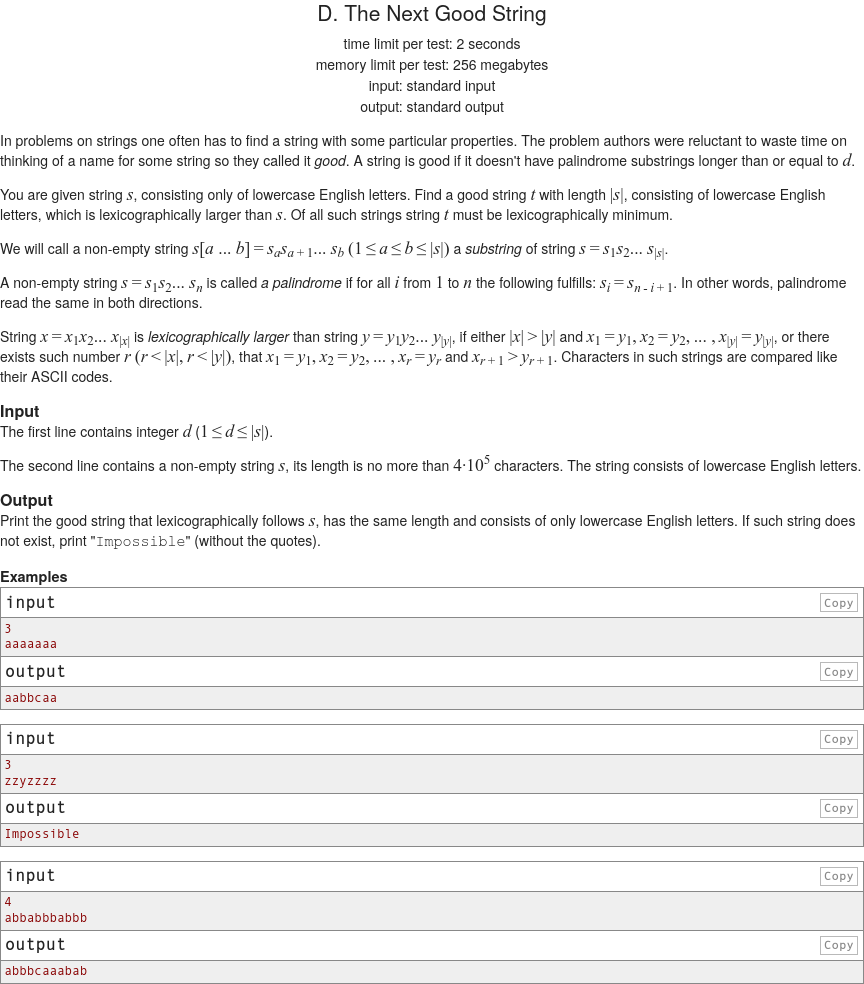 D. The Next Good String
time limit per test: 2 seconds
memory limit per test: 256 megabytes
input: standard input
output: standard output
In problems on strings one often has to find a string with some particular properties. The problem authors were reluctant to waste time on
thinking of a name for some string so they called it good. A string is good if it doesn't have palindrome substrings longer than or equal to d.
You are given string s, consisting only of lowercase English letters. Find a good string t with length |s|, consisting of lowercase English
letters, which is lexicographically larger than s. Of all such strings string t must be lexicographically minimum.
We will call a non-empty string s[a ... b] = s_a s_{a + 1}... s_b (1 ≤ a ≤ b ≤ |s|) a substring of string s = s_1s_2... s_{|s|}.
A non-empty string s = s_1s_2... s_n is called a palindrome if for all i from 1 to n the following fulfills: s_i = s_{n - i + 1}. In other words, palindrome
read the same in both directions.
String x = x_1x_2... x_{|x|} is lexicographically larger than string y = y_1y_2... y_{|y|}, if either |x| > |y| and x_1 = y_1, x_2 = y_2, ... , x_{|y|} = y_{|y|}, or there
exists such number r (r < |x|, r < |y|), that x_1 = y_1, x_2 = y_2, ... , x_r = y_r and x_{r + 1} > y_{r + 1}. Characters in such strings are compared like
their ASCII codes.
Input
The first line contains integer d (1 ≤ d ≤ |s|).
The second line contains a non-empty string s, its length is no more than 4·10^5 characters. The string consists of lowercase English letters.
Output
Print the good string that lexicographically follows s, has the same length and consists of only lowercase English letters. If such string does
not exist, print "Impossible" (without the quotes).
Examples
input Copy
3
aaaaaaa
output Copy
aabbcaa
input Copy
3
zzyzzzz
output Copy
Impossible
input Copy
4
abbabbbabbb
output Copy
abbbcaaabab